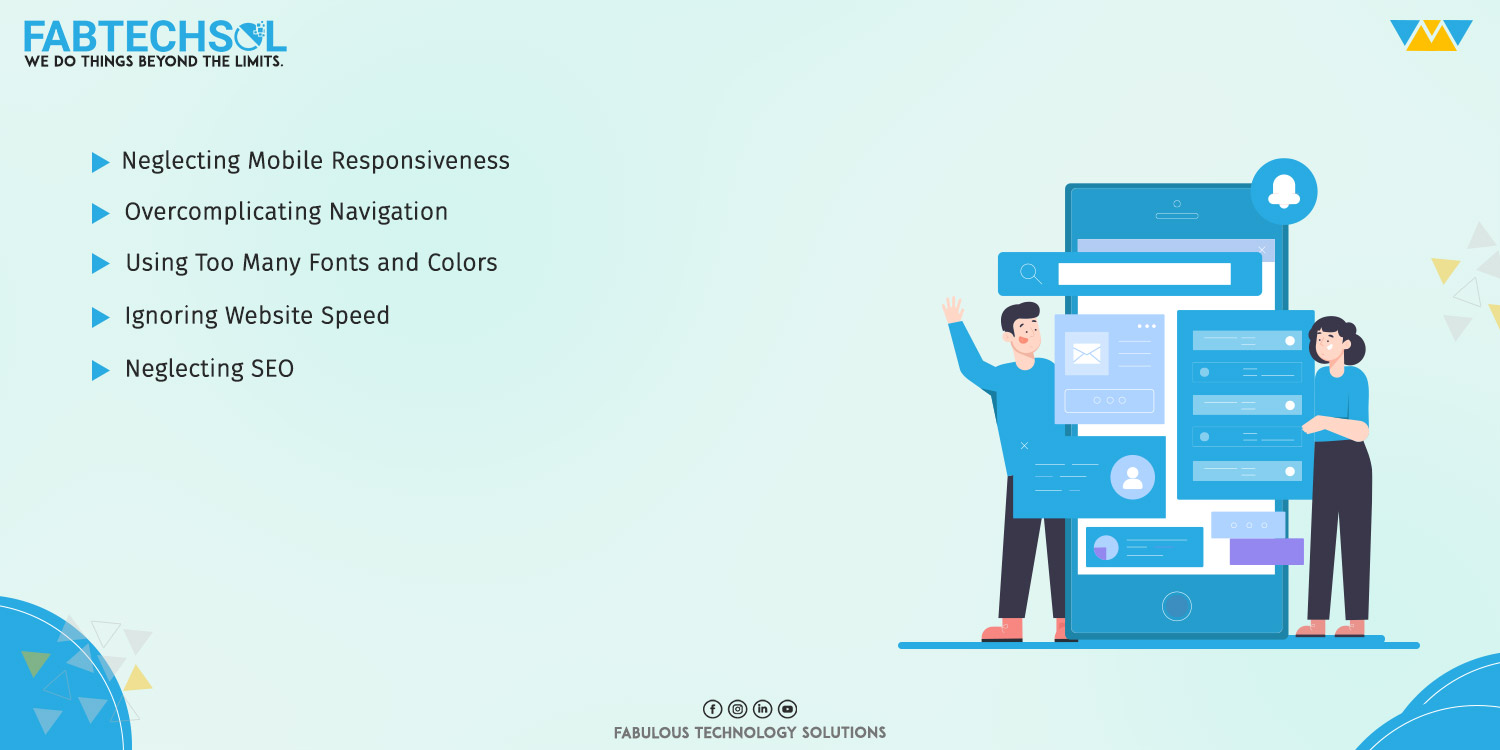 FABTECHSOL
WE DO THINGS BEYOND THE LIMITS.
Neglecting Mobile Responsiveness
Overcomplicating Navigation
Using Too Many Fonts and Colors
Ignoring Website Speed
Neglecting SEO
FABULOUS TECHNOLOGY SOLUTIONS